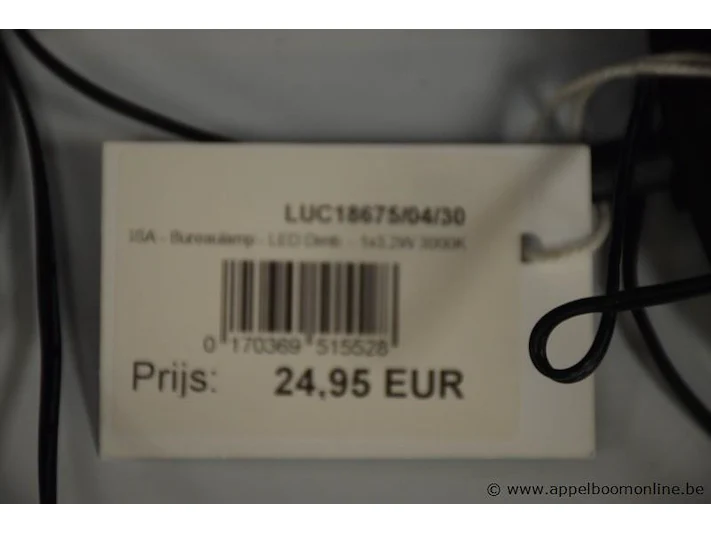 LUC18675/04/30
ISA - Bureaulamp - LED Dimb. - 1x3.2W 3000K
0 170369 515528
Prijs: 24,95 EUR
© www.appelboomonline.be